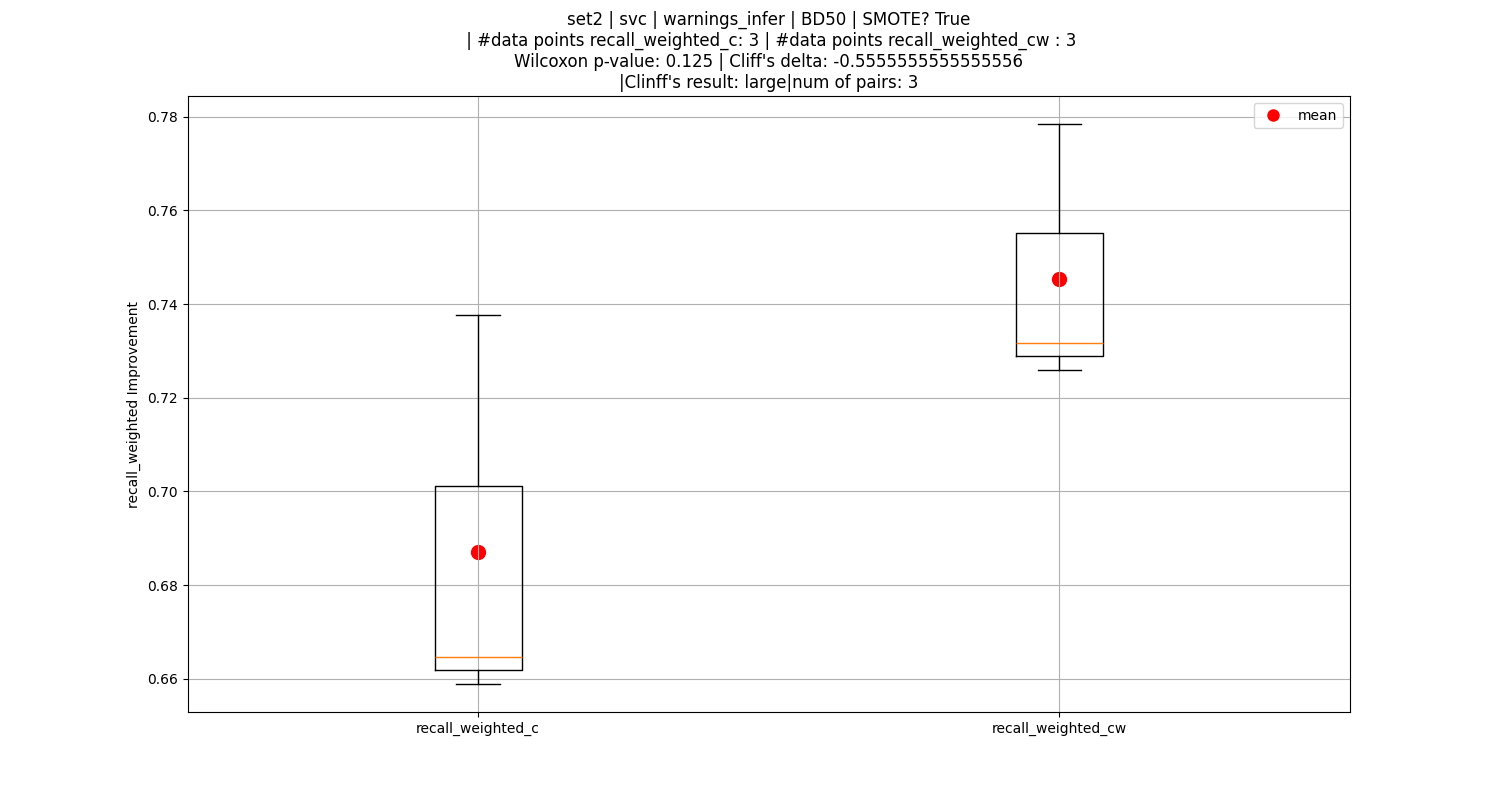 set2 | svc | warnings_infer | BD50 | SMOTE? True
| #data points recall_weighted_c: 3 | #data points recall_weighted_cw : 3
Wilcoxon p-value: 0.125 | Cliff's delta: -0.5555555555555556
|Clinff's result: large|num of pairs: 3
mean
0.78
0.76
0.74
0.72
0.70
0.68
0.66
recall_weighted Improvement
recall_weighted_c
recall_weighted_cw